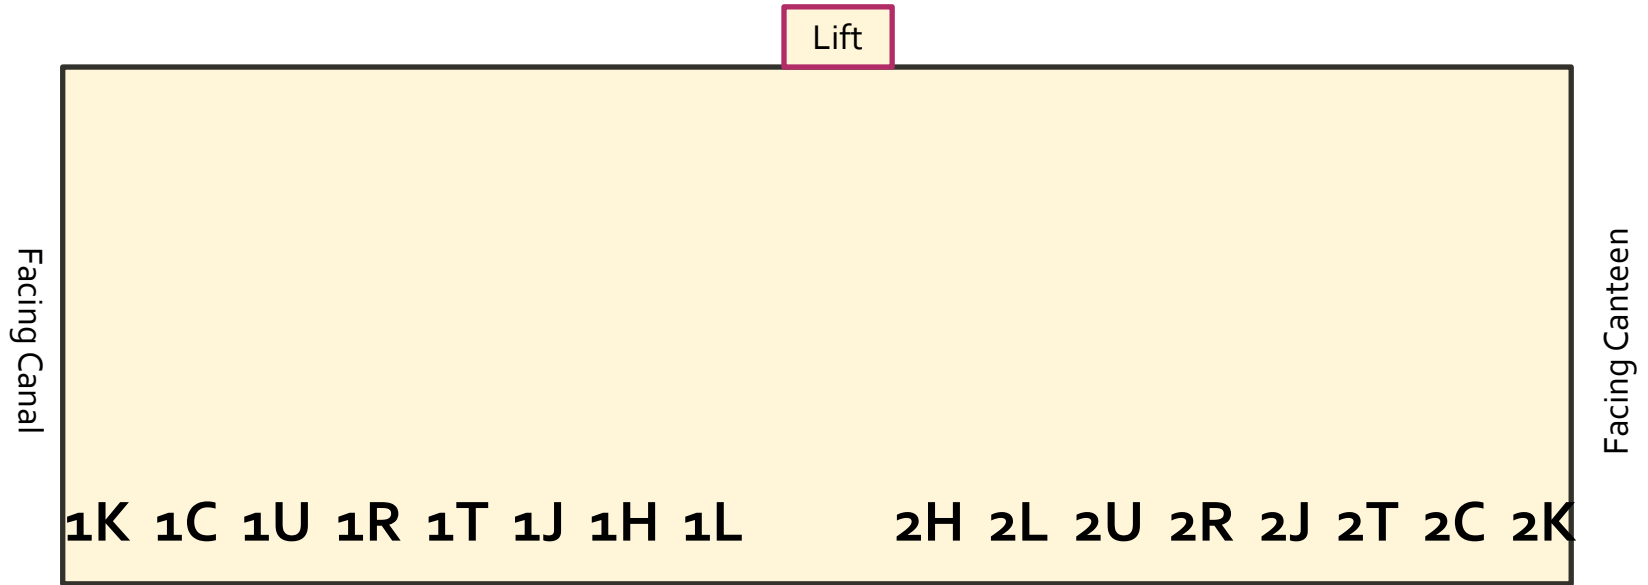 Lift
Facing Canal
Facing Canteen
1K 1C 1U 1R 1T 1J 1H 1L 2H 2L 2U 2R 2J 2T 2C 2K